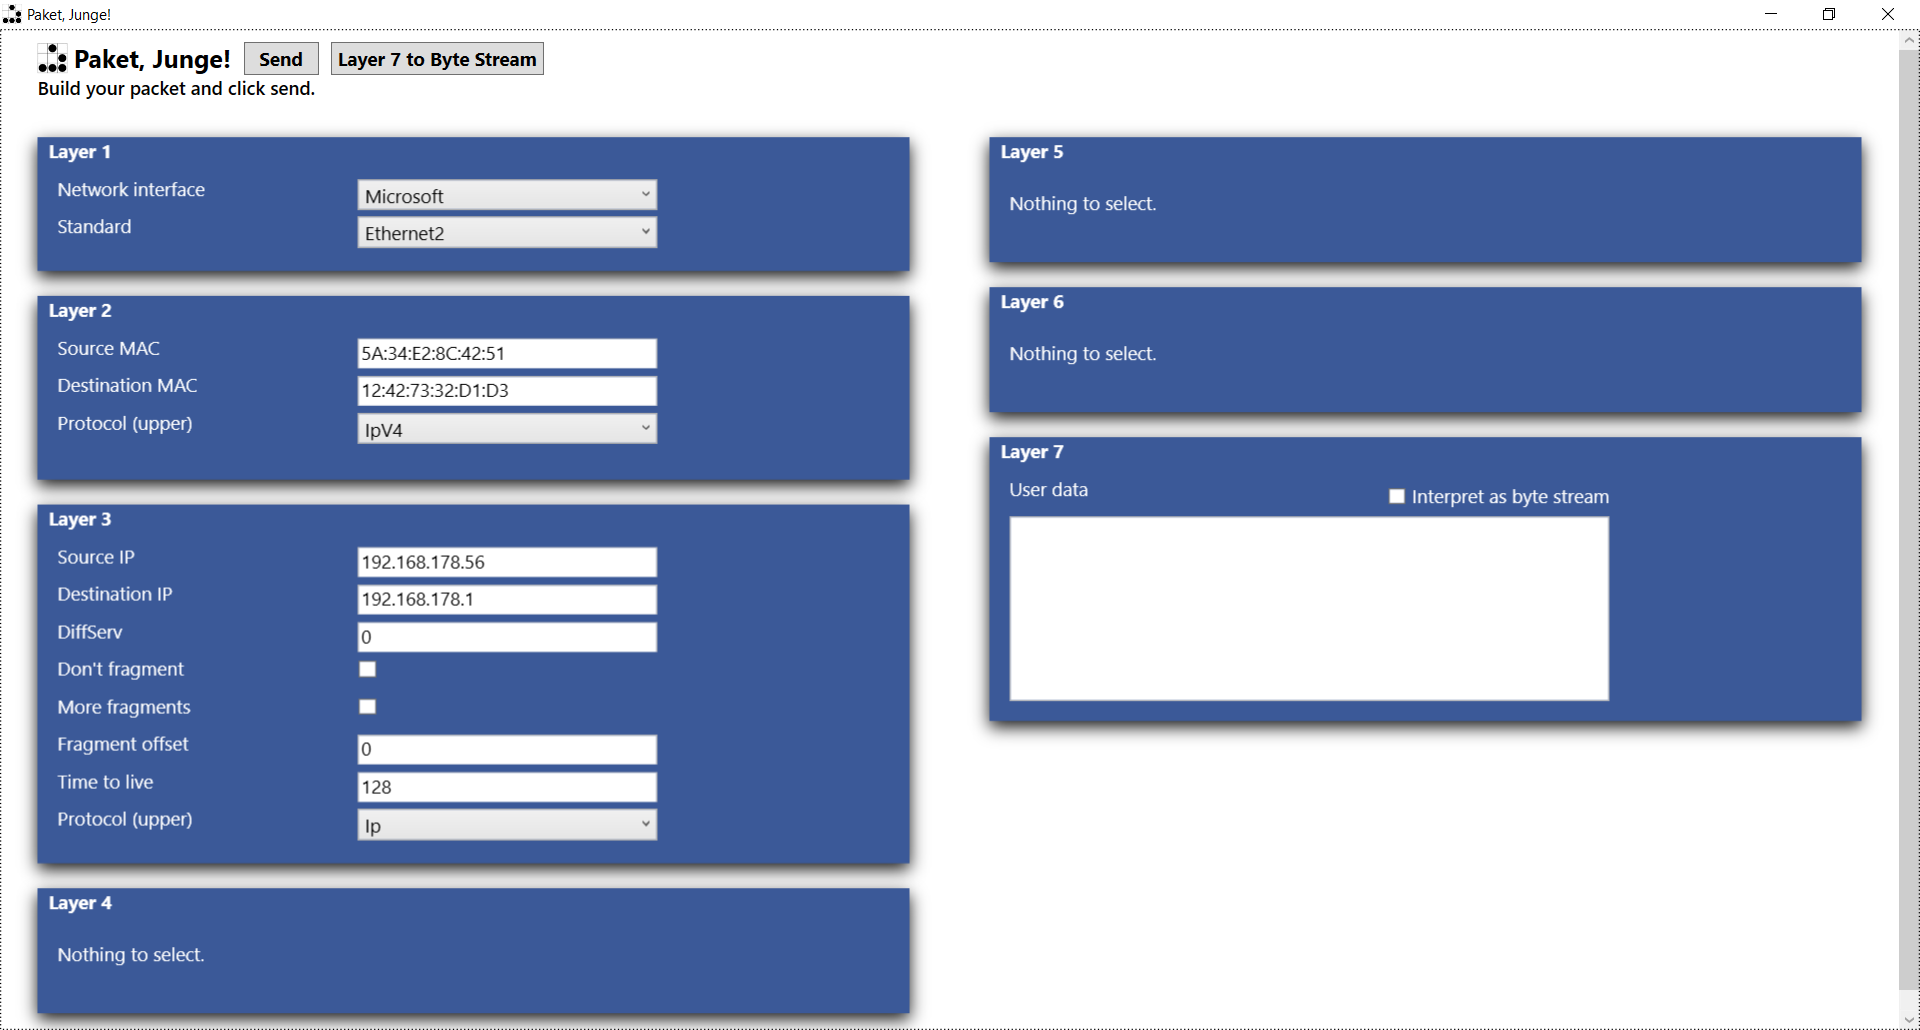 Paket, Junge!
Paket, Junge!
Send
Layer 7 to Byte Stream
Build your packet and click send.
Layer 1
Network interface
Microsoft
Standard
Ethernet2
Layer 2
Source MAC
5A:34:E2:8C:42:51
Destination MAC
12:42:73:32:D1:D3
Protocol (upper)
IpV4
Layer 3
Source IP
192.168.178.56
Destination IP
192.168.178.1
DiffServ
0
Don't fragment
More fragments
Fragment offset
0
Time to live
128
Protocol (upper)
Ip
Layer 4
Nothing to select.
Layer 5
Nothing to select.
Layer 6
Nothing to select.
Layer 7
User data
Interpret as byte stream